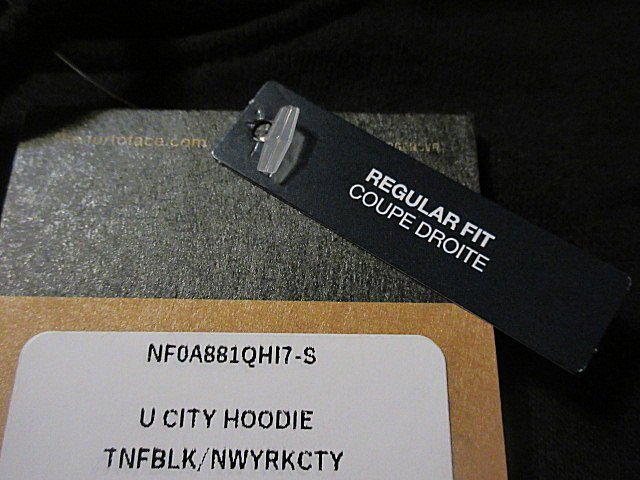 REGULAR FIT
COUPE DROITE
NF0A881QHI7-S
U CITY HOODIE
TNFBLK/NWYRKCTY